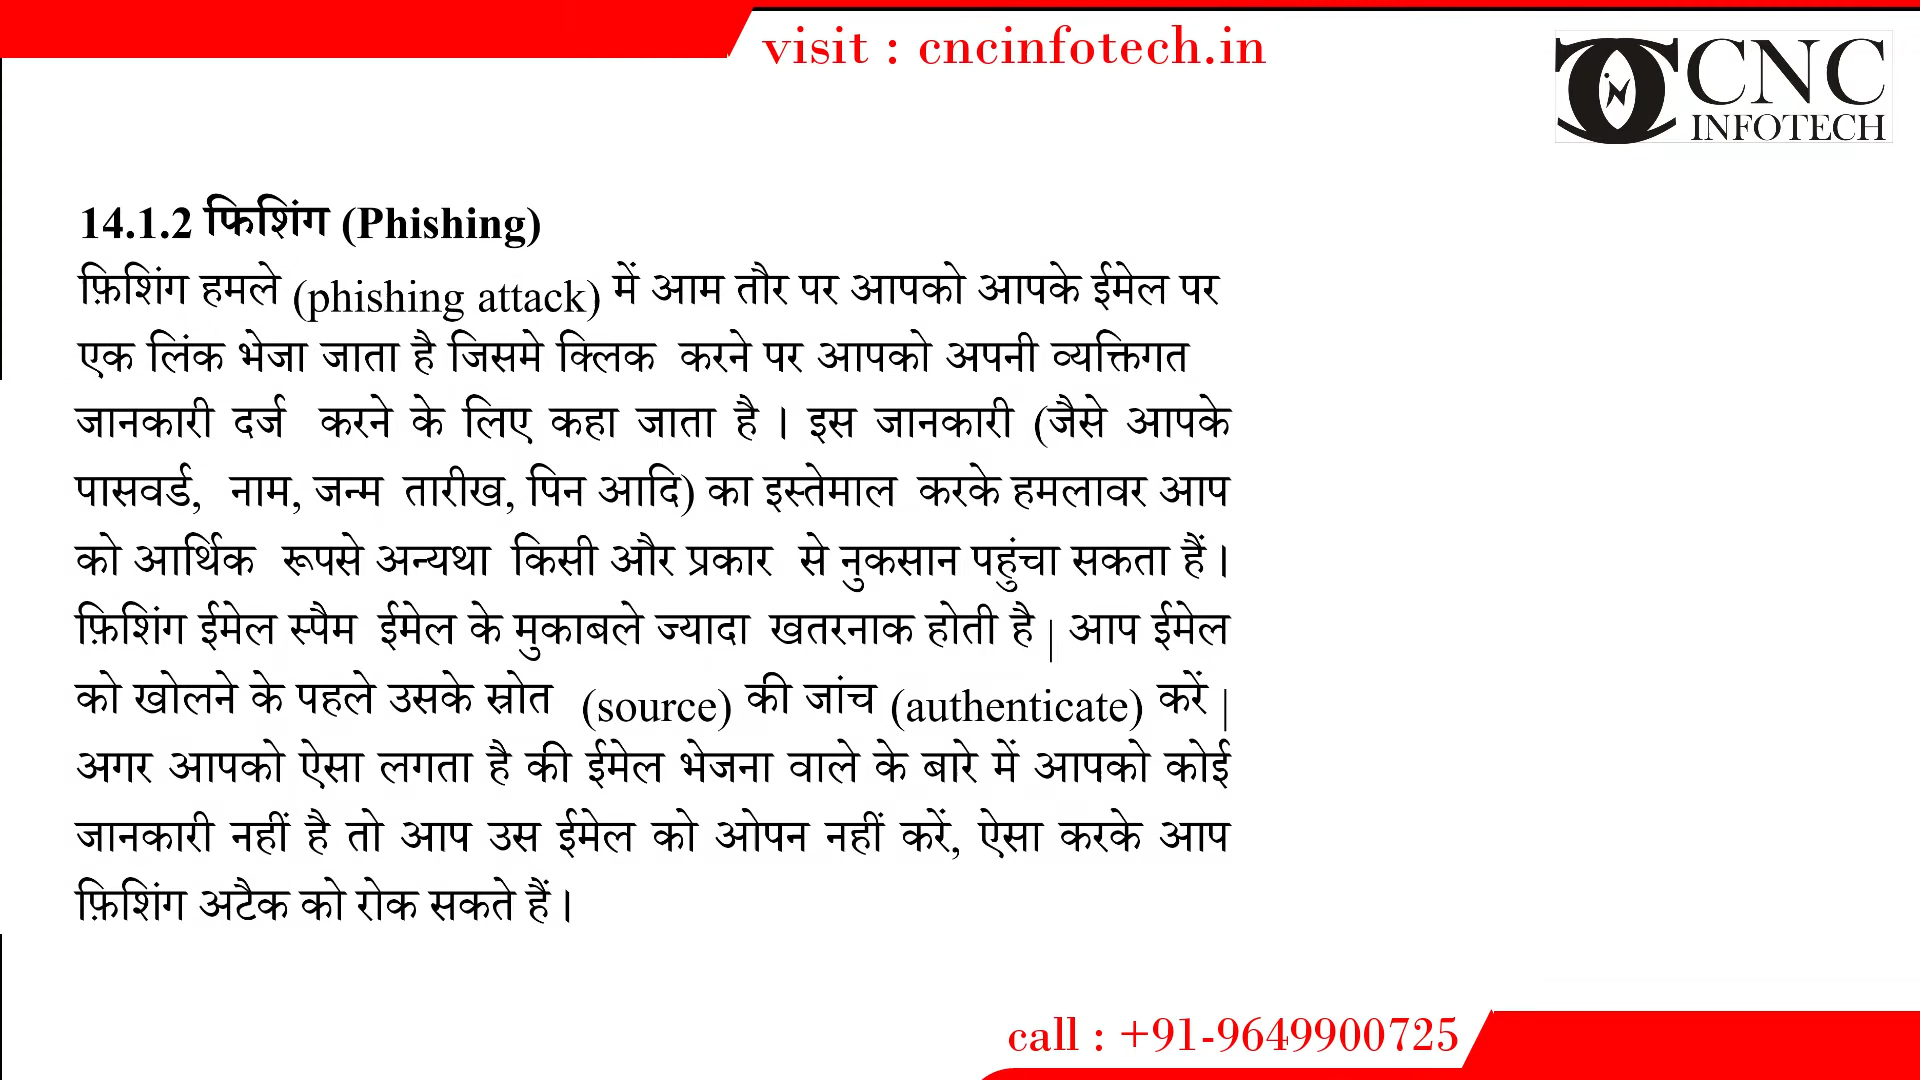 visit : cncinfotech.in
CNC
INFOTECH
14.1.2 फिशिंग (Phishing)
फ़िशिंग हमले (phishing attack) में आम तौर पर आपको आपके ईमेल पर
एक लिंक भेजा जाता है जिसमे क्लिक करने पर आपको अपनी व्यक्तिगत
जानकारी दर्ज करने के लिए कहा जाता है । इस जानकारी (जैसे आपके
पासवर्ड, नाम, जन्म तारीख, पिन आदि) का इस्तेमाल करके हमलावर आप
को आर्थिक रूपसे अन्यथा किसी और प्रकार से नुकसान पहुंचा सकता हैं ।
फ़िशिंग ईमेल स्पैम ईमेल के मुकाबले ज्यादा खतरनाक होती है | आप ईमेल
को खोलने के पहले उसके स्रोत (source) की जांच (authenticate) करें |
अगर आपको ऐसा लगता है की ईमेल भेजना वाले के बारे में आपको कोई
जानकारी नहीं है तो आप उस ईमेल को ओपन नहीं करें, ऐसा करके आप
फ़िशिंग अटैक को रोक सकते हैं ।
call : +91-9649900725